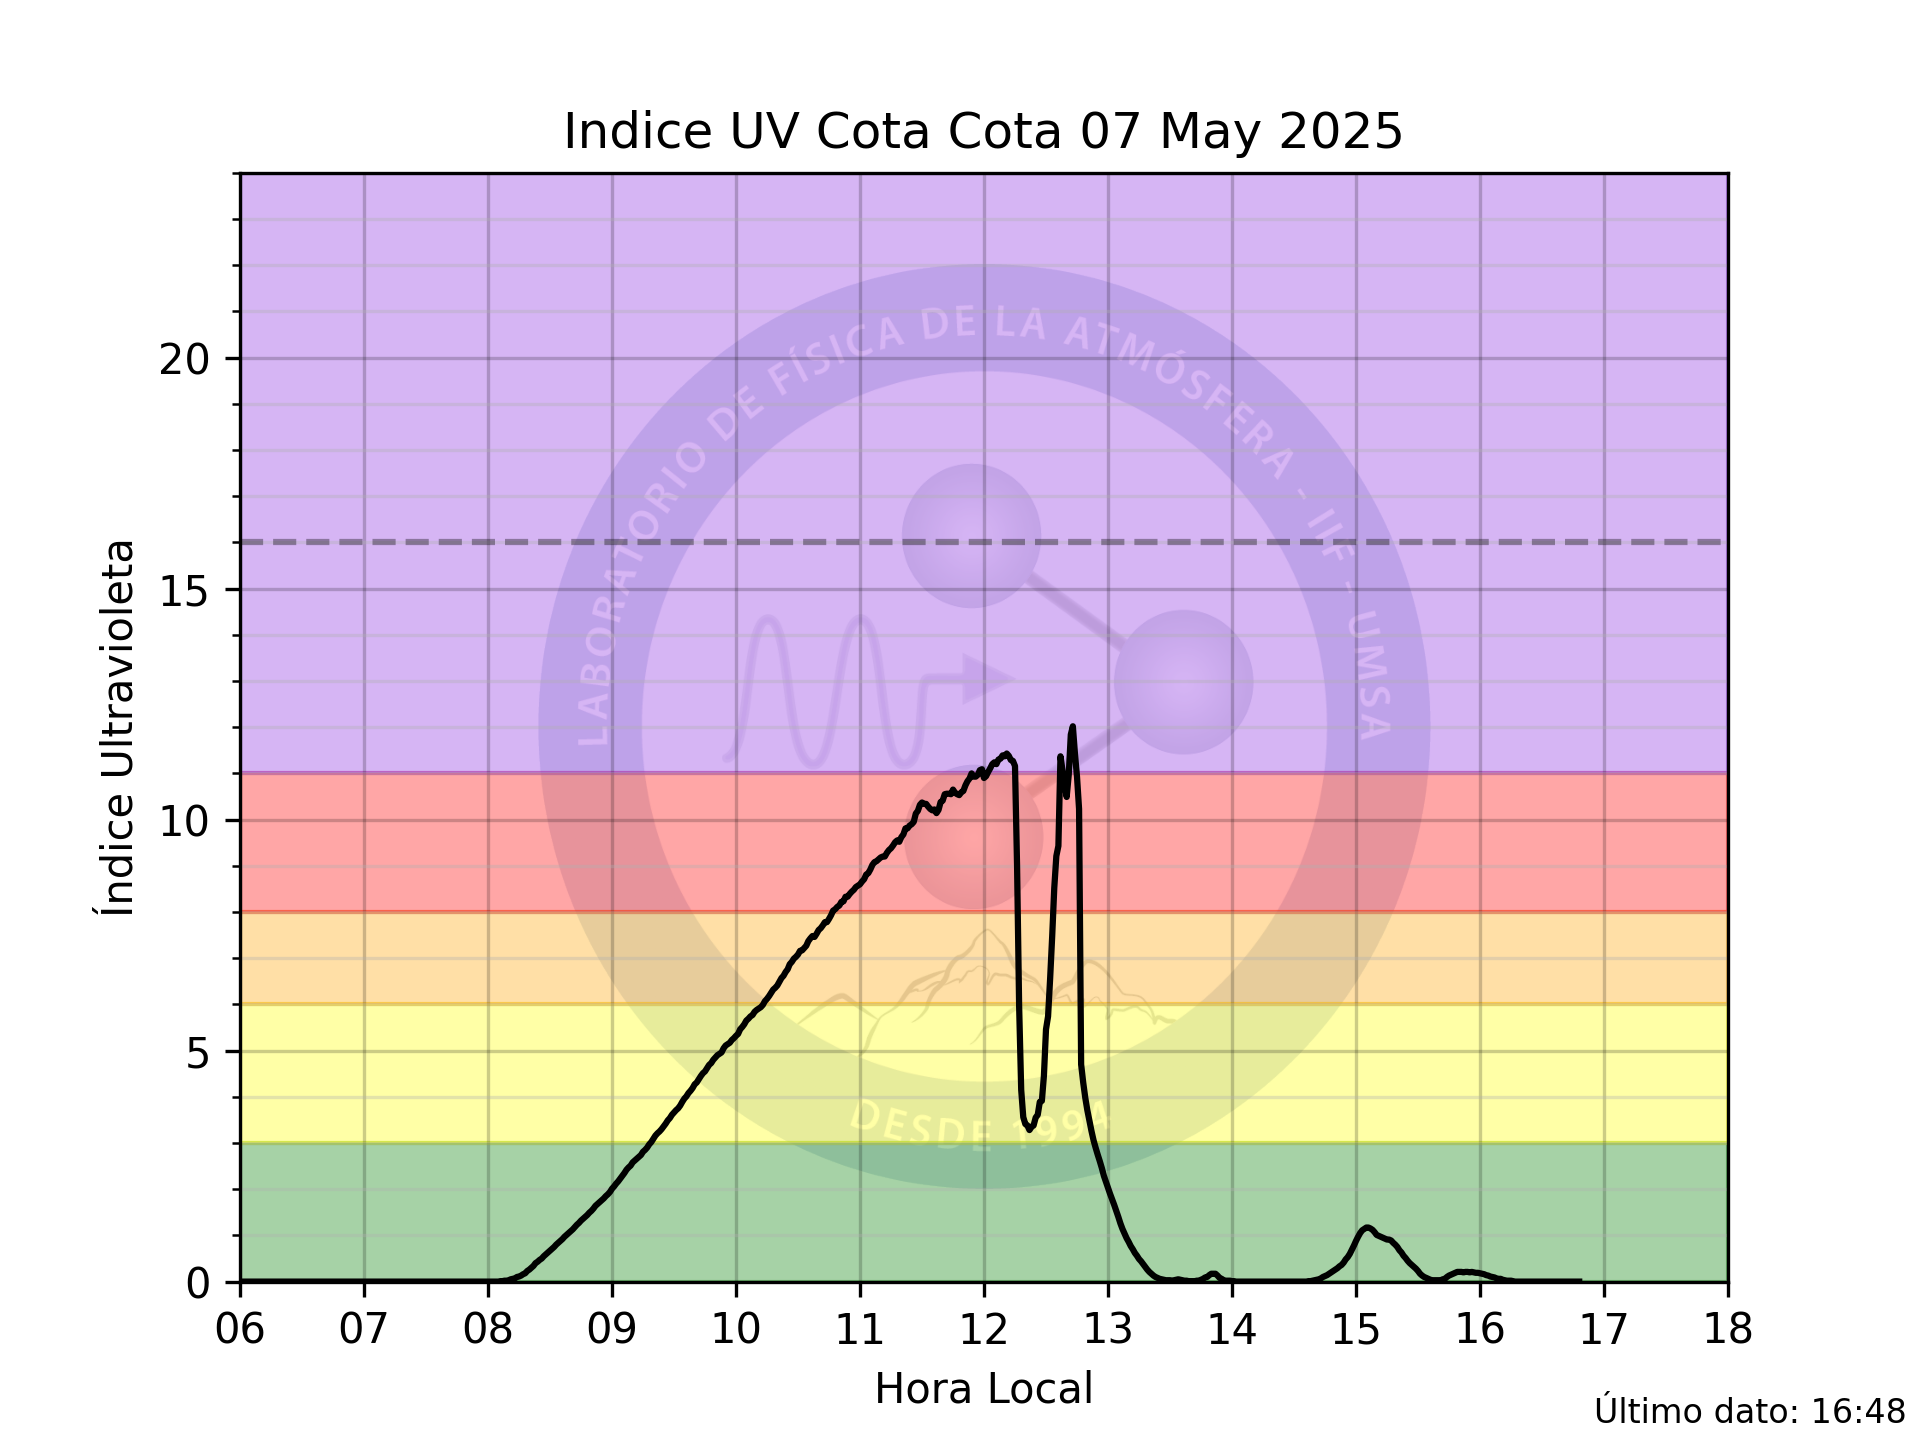 Indice UV Cota Cota 07 May 2025
LABORATORIO DE FÍSICA DE LA ATMÓSFERA - IIF - UMSA
DESDE 1994
Índice Ultravioleta
20
15
10
5
0
06 07 08 09 10 11 12 13 14 15 16 17 18
Hora Local
Último dato: 16:48